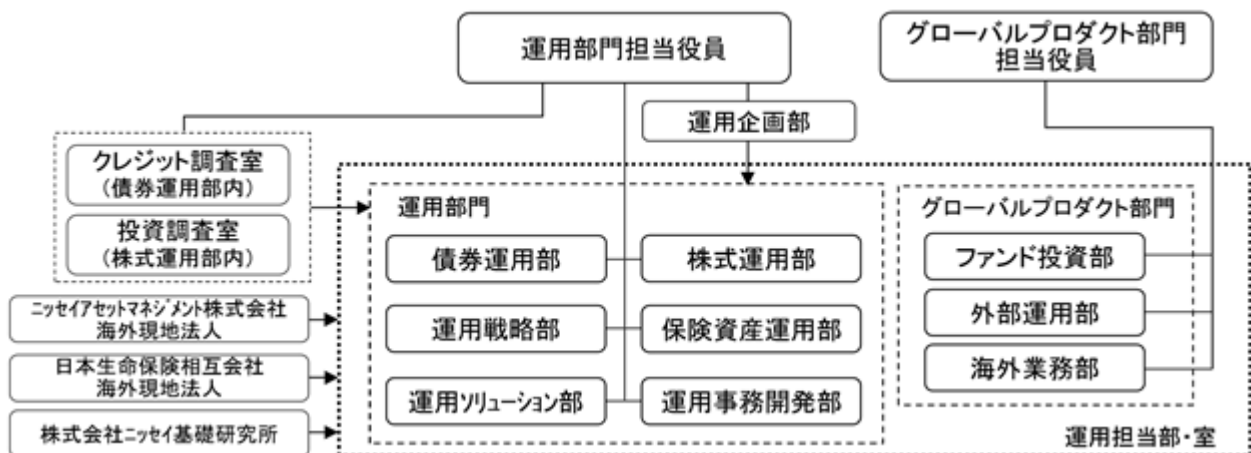 運用部門担当役員
グローバルプロダクト部門
担当役員
運用企画部
クレジット調査室
(債券運用部内)
投資調査室
(株式運用部内)
運用部門
債券運用部
株式運用部
運用戦略部
保険資産運用部
運用ソリューション部
運用事務開発部
グローバルプロダクト部門
ファンド投資部
外部運用部
海外業務部
ニッセイアセットマネジメント株式会社
海外現地法人
日本生命保険相互会社
海外現地法人
株式会社ニッセイ基礎研究所
運用担当部・室